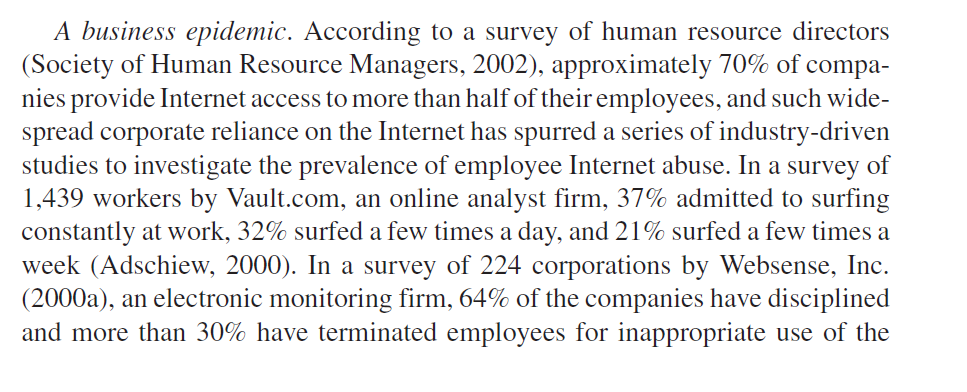 A business epidemic. According to a survey of human resource directors
(Society of Human Resource Managers, 2002), approximately 70% of compa-
nies provide Internet access to more than half of their employees, and such wide-
spread corporate reliance on the Internet has spurred a series of industry-driven
studies to investigate the prevalence of employee Internet abuse. In a survey of
1,439 workers by Vault.com, an online analyst firm, 37% admitted to surfing
constantly at work, 32% surfed a few times a day, and 21% surfed a few times a
week (Adschiew, 2000). In a survey of 224 corporations by Websense, Inc.
(2000a), an electronic monitoring firm, 64% of the companies have disciplined
and more than 30% have terminated employees for inappropriate use of the